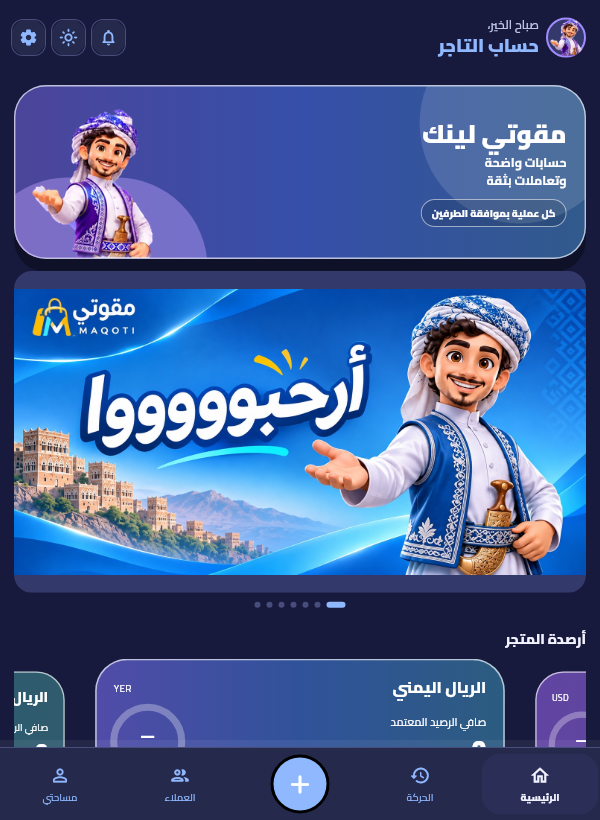 صباح الخير،
حساب التاجر
مقوتي لينك
حسابات واضحة
وتعاملات بثقة
كل عملية بموافقة الطرفين
مقوتي
MAQOTI
أرحبوووووا
أرصدة المتجر
USD
الريال اليمني
YER
صافي الرصيد المعتمد
الريال
صافي
الرئيسية
الحركة
العملاء
مساحتي